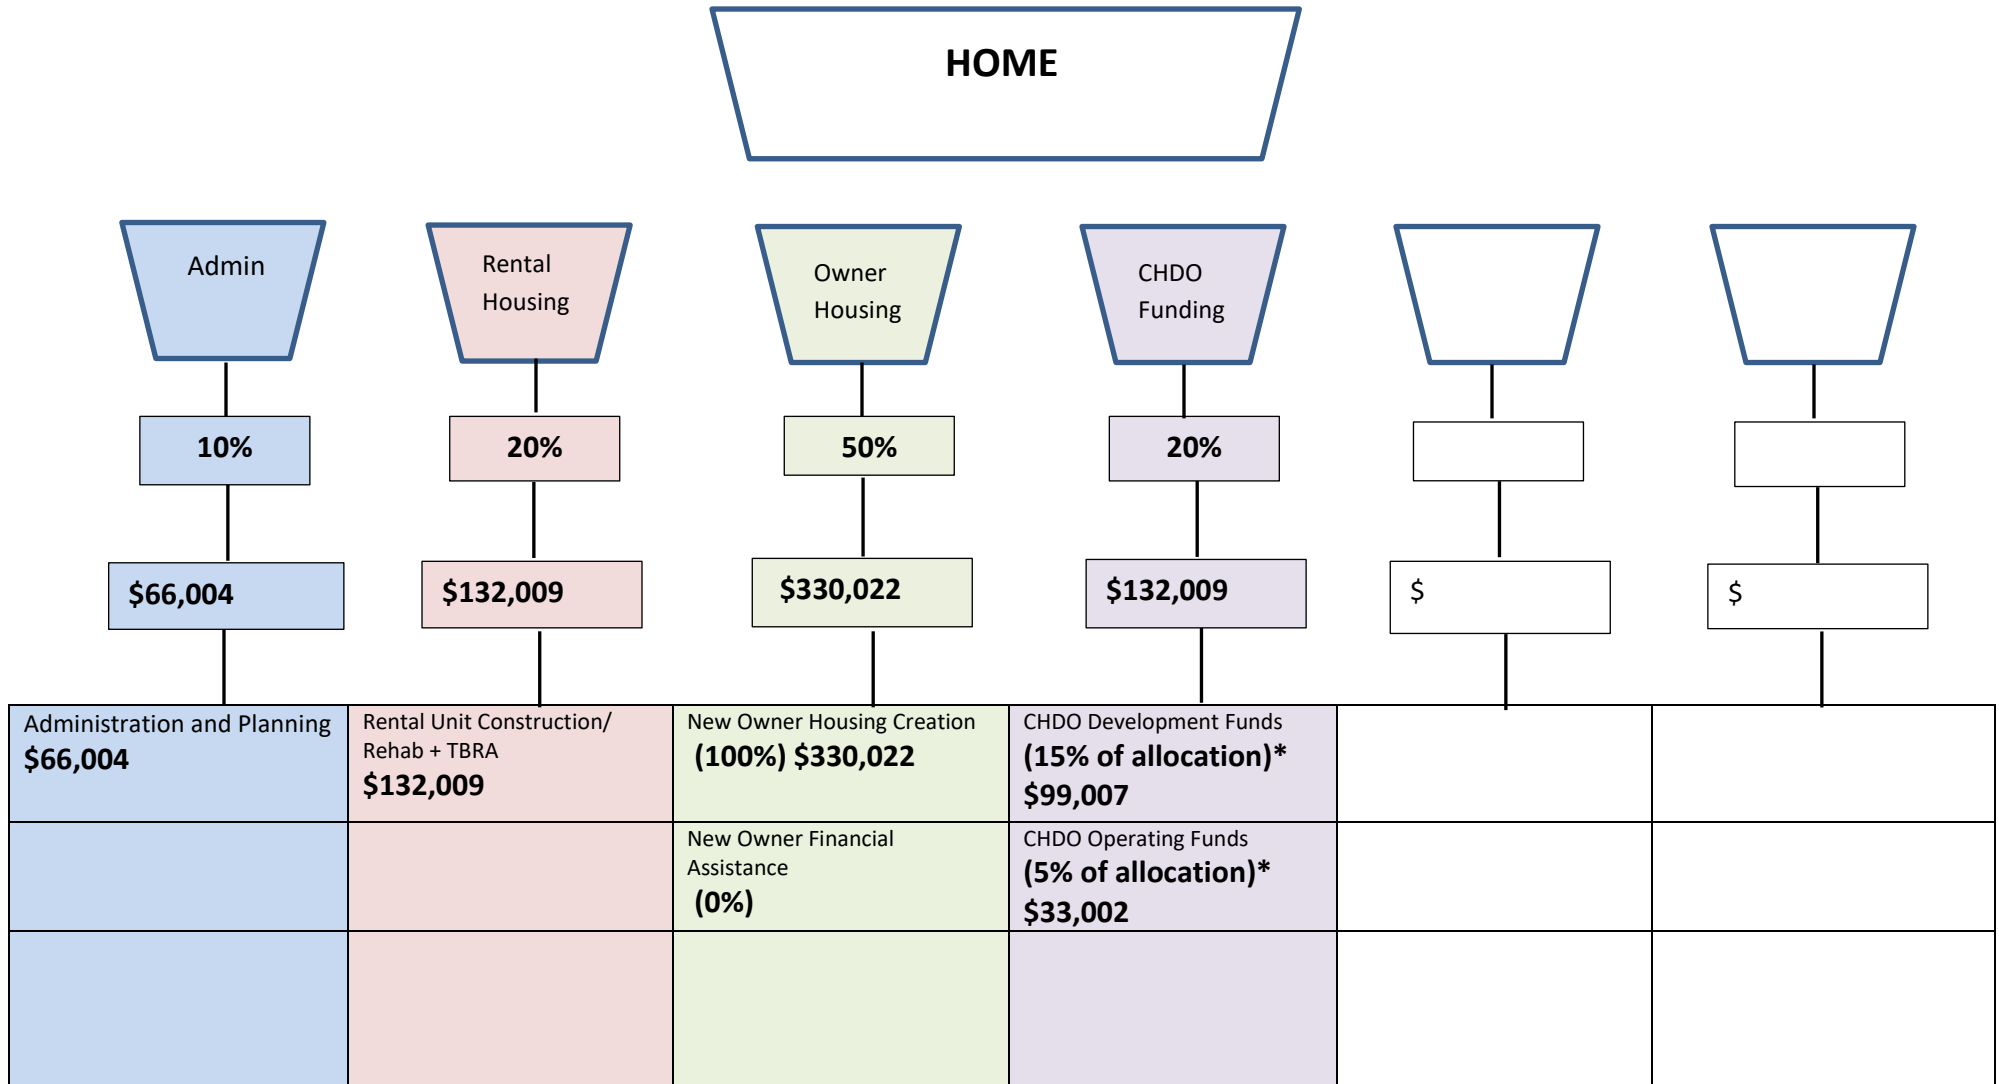 HOME
Admin
Rental
Housing
Owner
Housing
CHDO
Funding
10%
20%
50%
20%
$66,004
$132,009
$330,022
$132,009
$
$
Administration and Planning
$66,004
Rental Unit Construction/
Rehab + TBRA
$132,009
New Owner Housing Creation
(100%) $330,022
CHDO Development Funds
(15% of allocation)*
$99,007
New Owner Financial
Assistance
(0%)
CHDO Operating Funds
(5% of allocation)*
$33,002